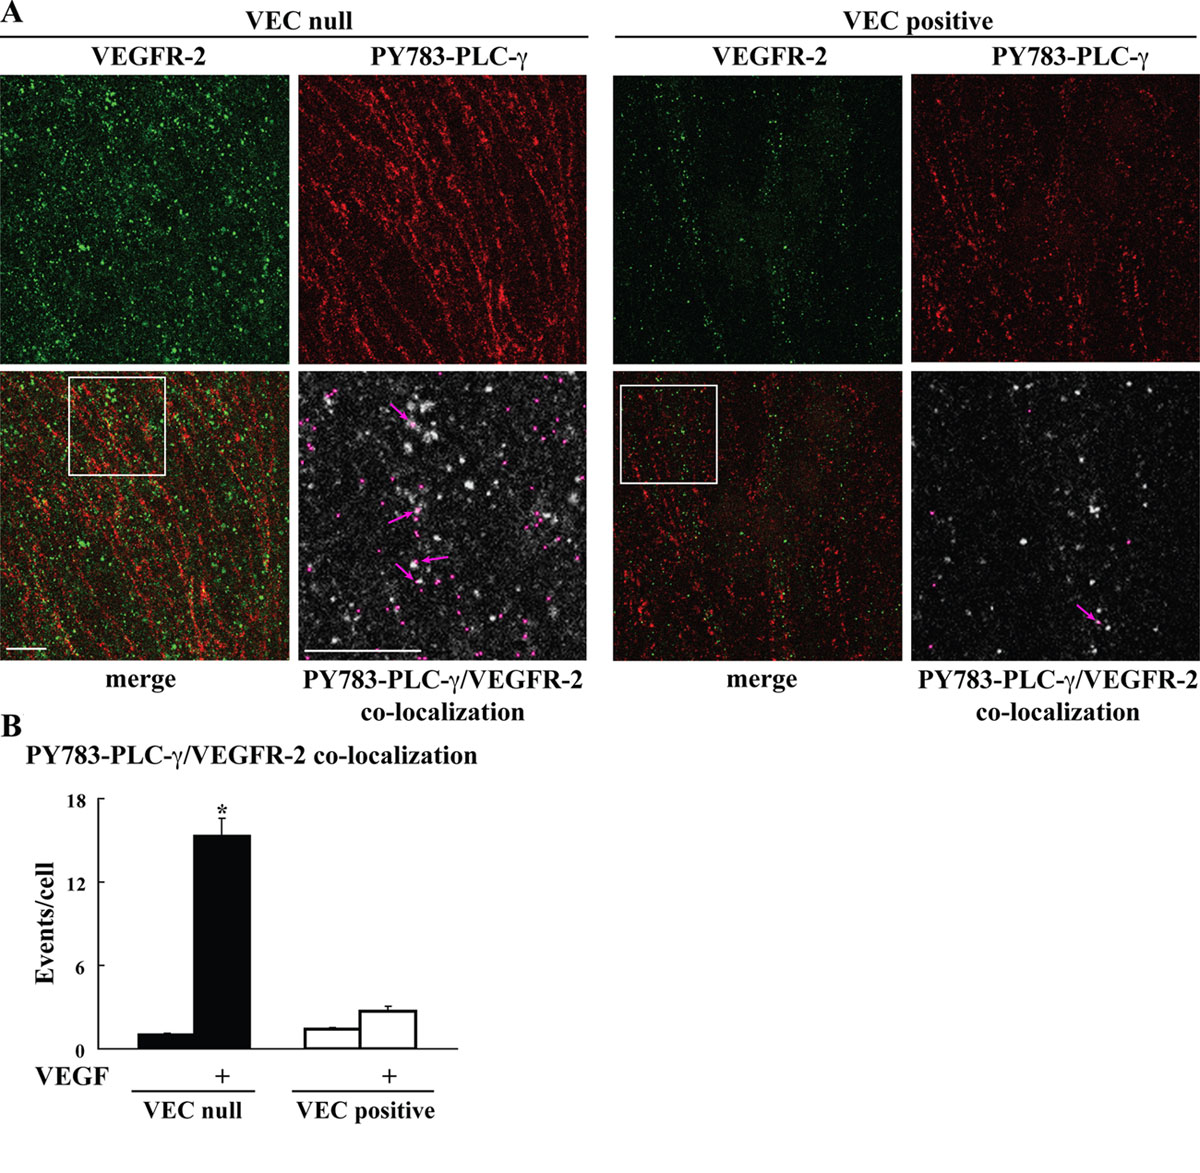 A
VEC null
VEC positive
VEGFR-2
PY783-PLC-γ
VEGFR-2
PY783-PLC-γ
merge
PY783-PLC-γ/VEGFR-2
co-localization
merge
PY783-PLC-γ/VEGFR-2
co-localization
B
PY783-PLC-γ/VEGFR-2 co-localization
Events/cell
18
12
6
0
*
VEGF + +
VEC null
VEC positive